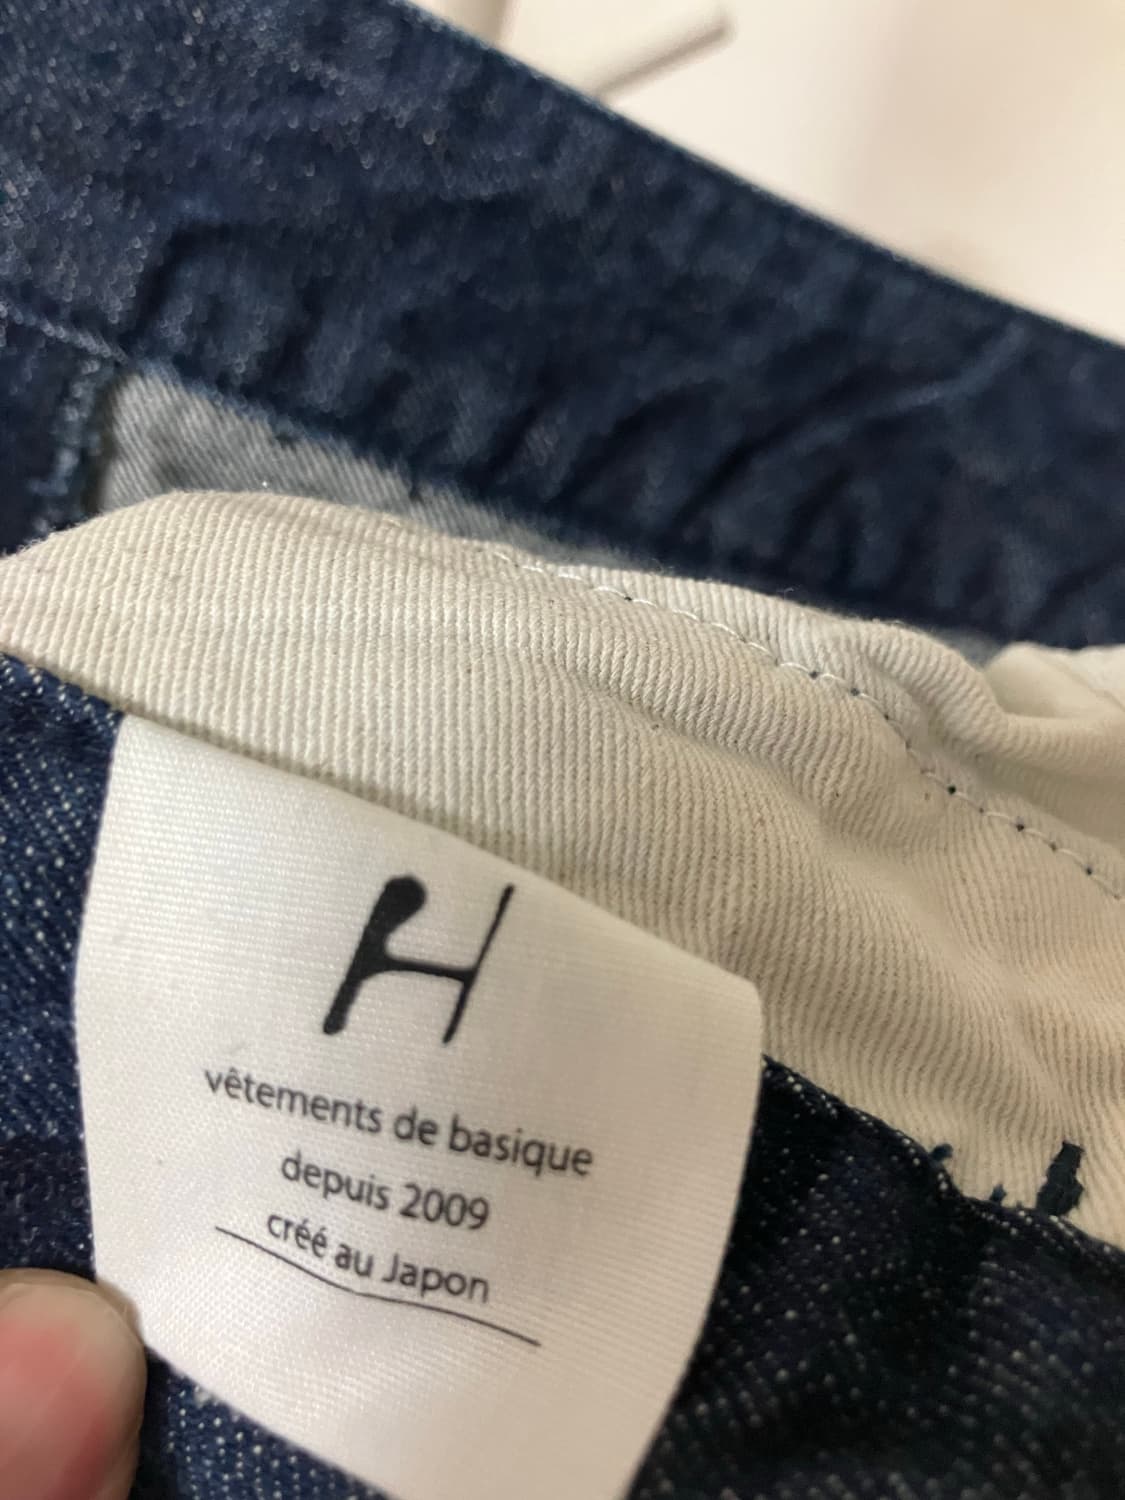 H
vêtements de basique
depuis 2009
créé au Japon